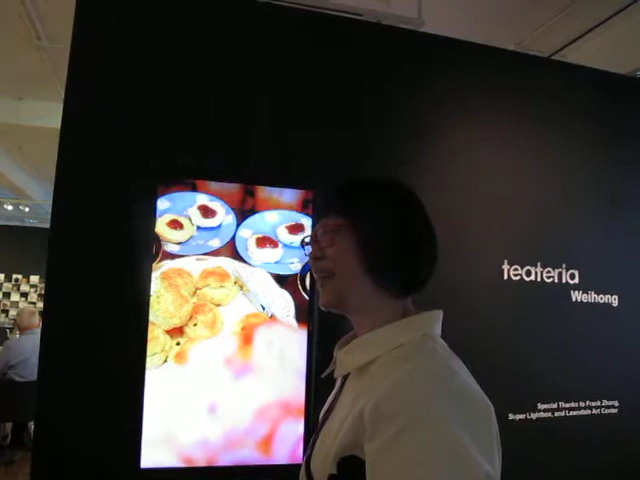 teateria
Weihong
Special Thanks to Frank Zhang,
Super Lightbox, and Lawndale Art Center